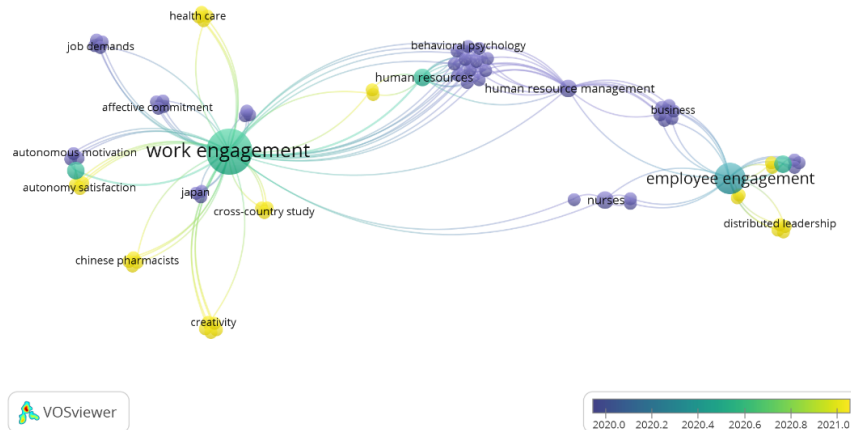 health care
job demands
behavioral psychology
human resources
human resource management
affective commitment
business
autonomous motivation
work engagement
employee engagement
autonomy satisfaction
japan
nurses
cross-country study
distributed leadership
chinese pharmacists
creativity
VOSviewer
2020.0 2020.2 2020.4 2020.6 2020.8 2021.0